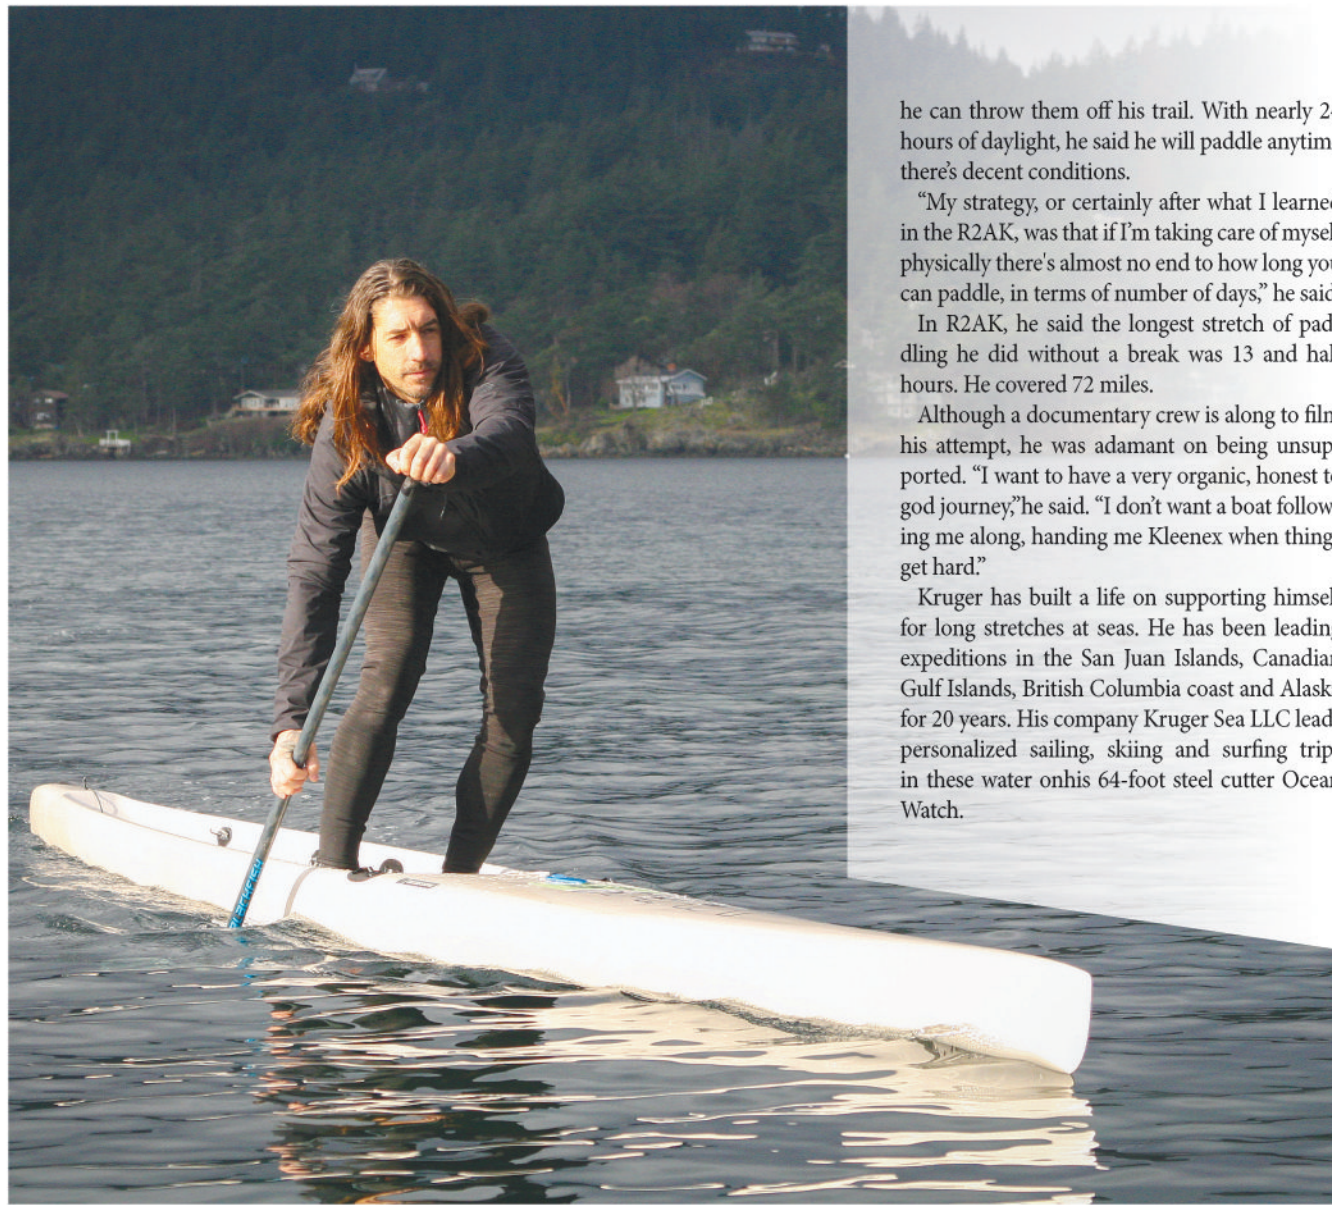 he can throw them off his trail. With nearly 2
hours of daylight, he said he will paddle anytim
there’s decent conditions.
“My strategy, or certainly after what I learned
in the R2AK, was that if I’m taking care of mysel
physically there's almost no end to how long you
can paddle, in terms of number of days,” he said
In R2AK, he said the longest stretch of pad
dling he did without a break was 13 and hal
hours. He covered 72 miles.
Although a documentary crew is along to film
his attempt, he was adamant on being unsup
ported. “I want to have a very organic, honest to
god journey,”he said. “I don’t want a boat follow
ing me along, handing me Kleenex when thing
get hard.”
Kruger has built a life on supporting himsel
for long stretches at seas. He has been leading
expeditions in the San Juan Islands, Canadian
Gulf Islands, British Columbia coast and Alask
for 20 years. His company Kruger Sea LLC lead
personalized sailing, skiing and surfing trip
in these water onhis 64-foot steel cutter Ocean
Watch.
BLACKFISH